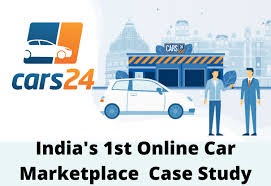 cars24
CARS24
India's 1st Online Car
Marketplace Case Study